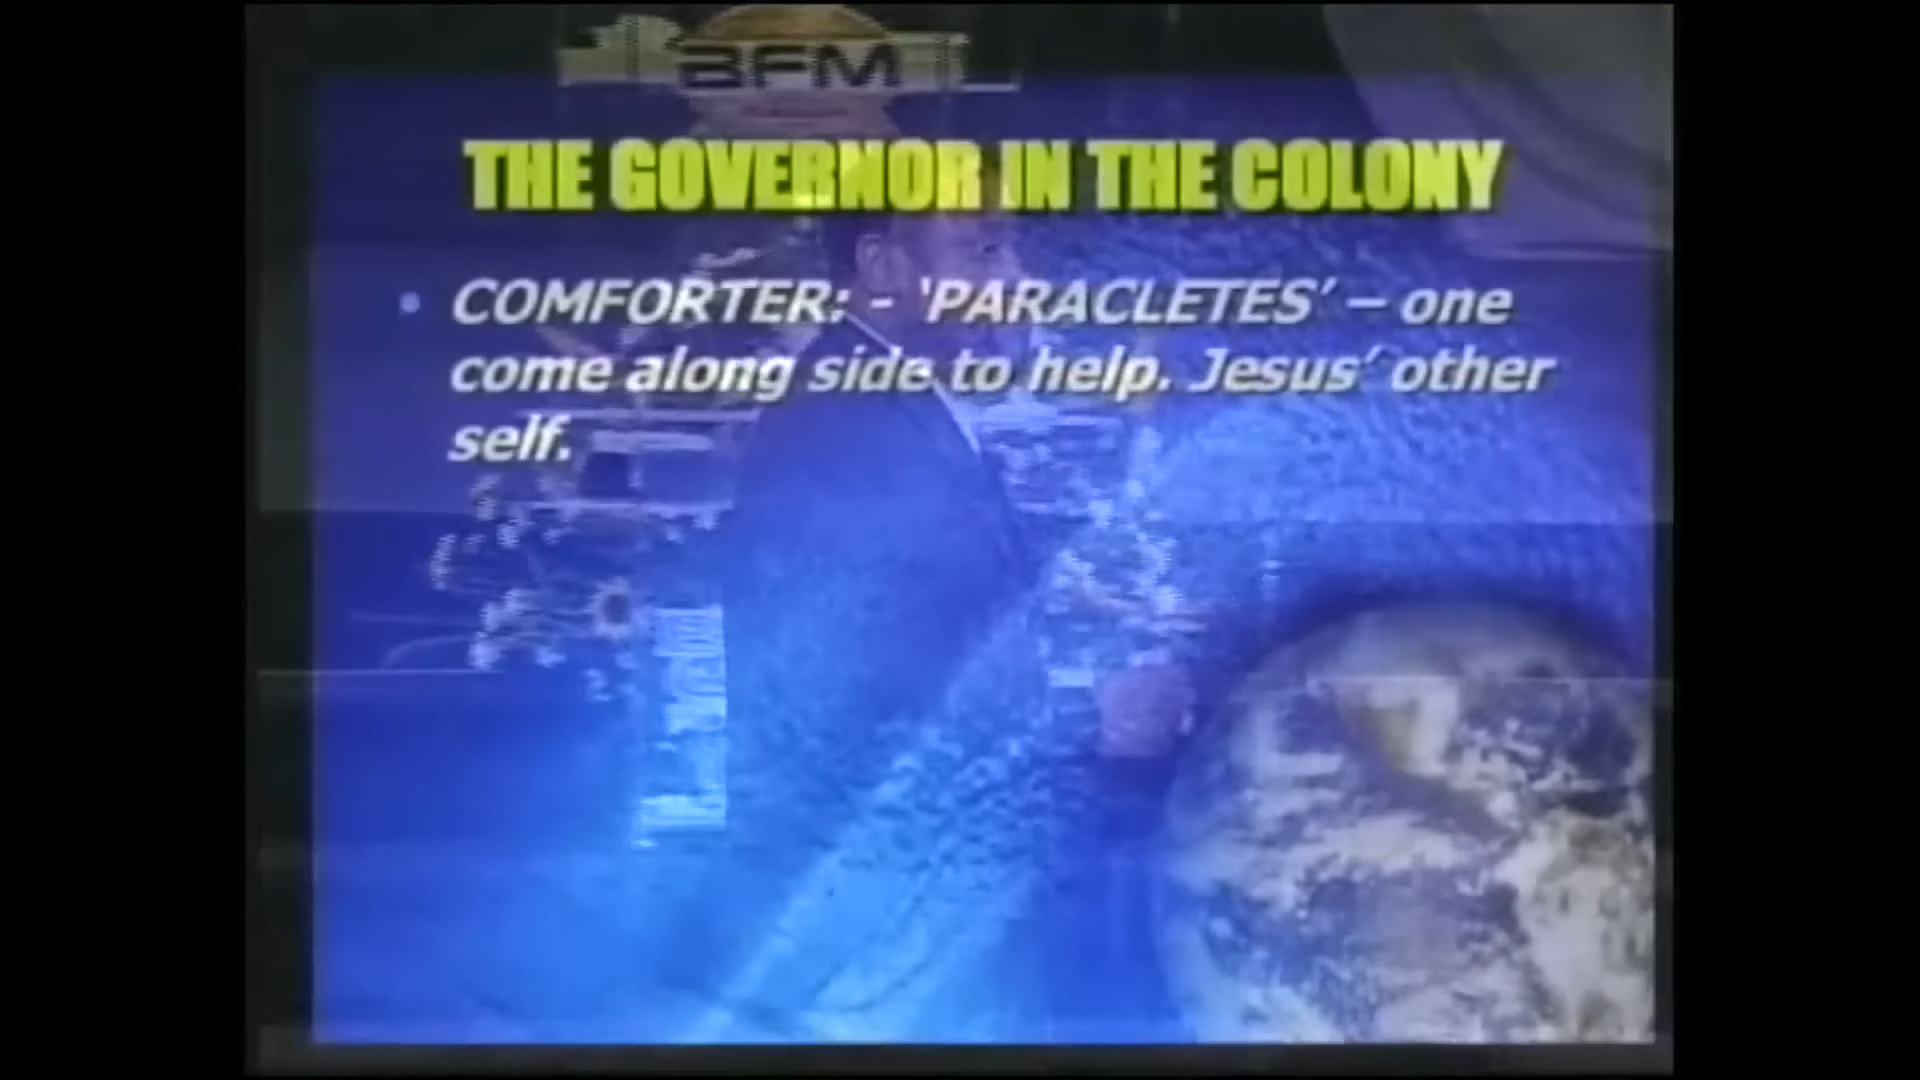 BFM
THE GOVERNOR IN THE COLONY
• COMFORTER: - ‘PARACLETES’ – one
come along side to help. Jesus’ other
self.